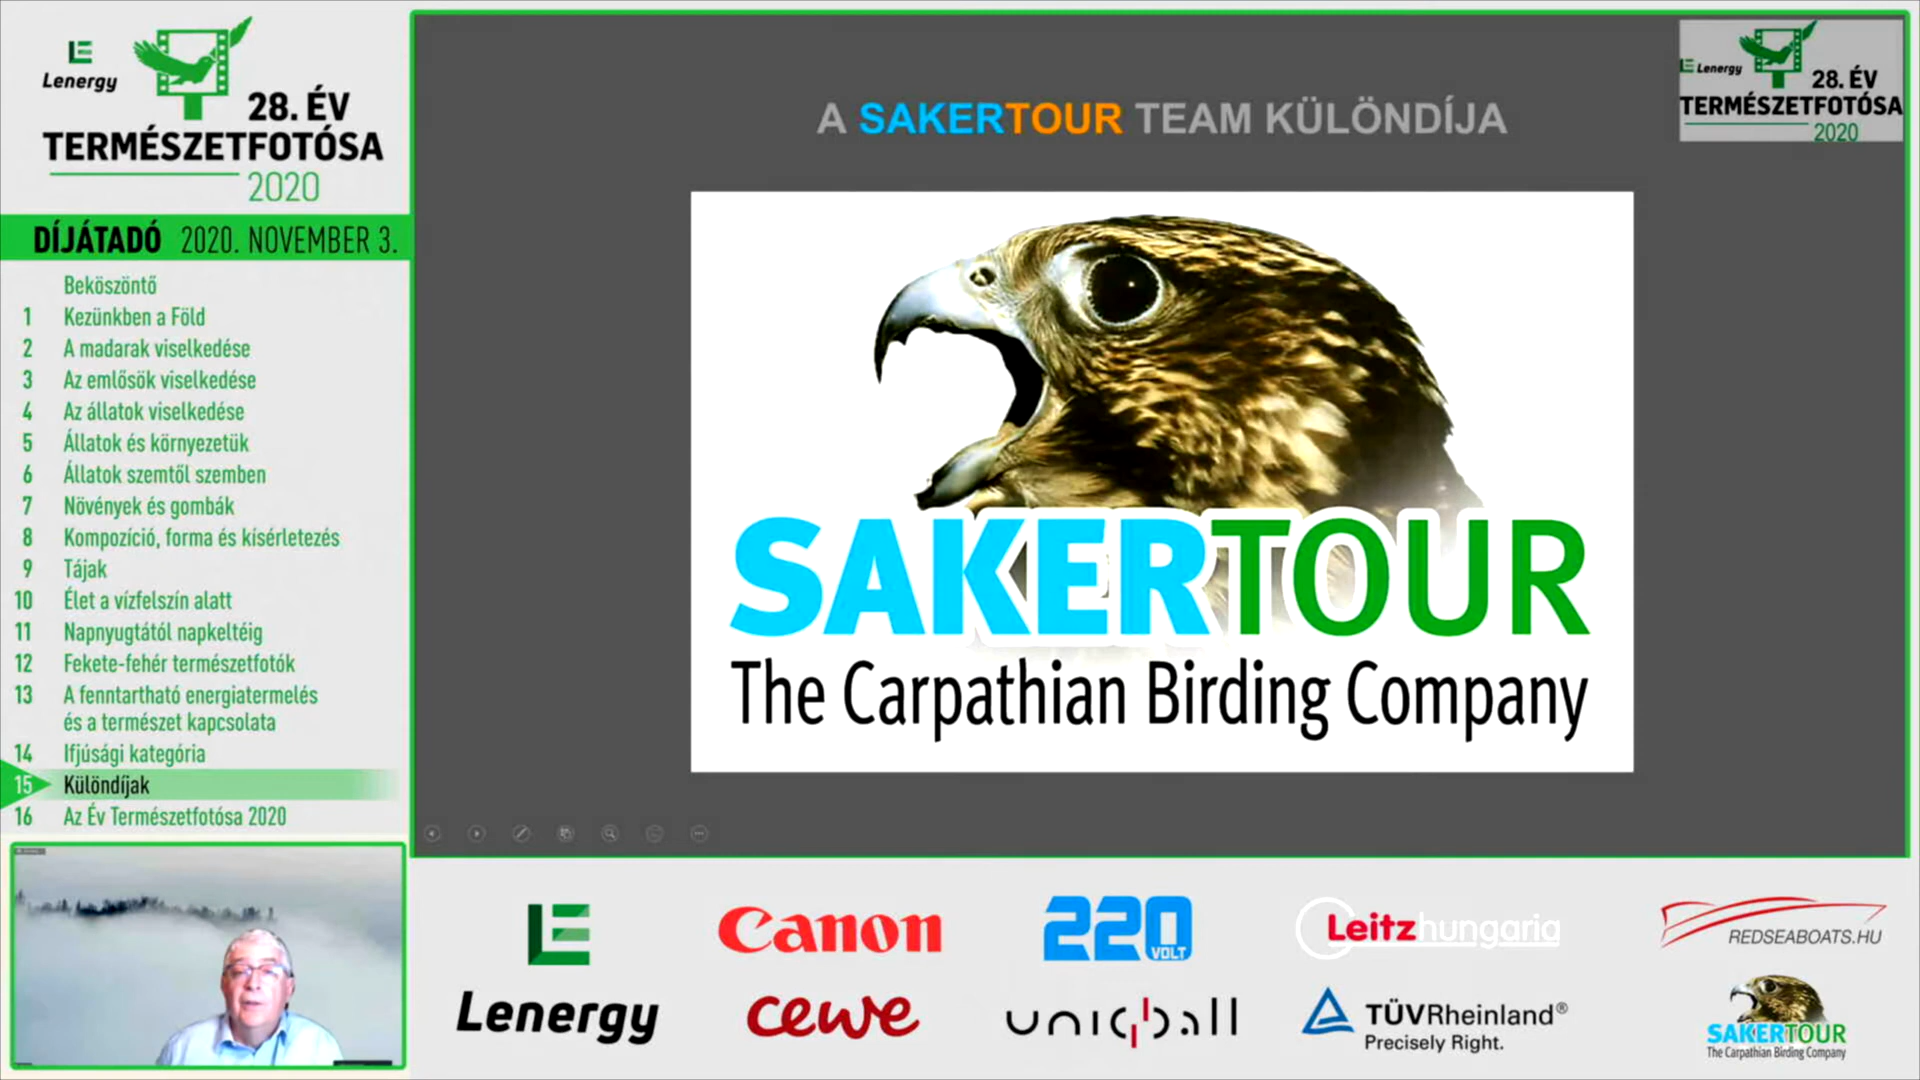 Lenergy
28. ÉV
TERMÉSZETFOTÓSA
2020
DÍJÁTADÓ 2020. NOVEMBER 3.
Beköszöntő
1 Kezünkben a Föld
2 A madarak viselkedése
3 Az emlősök viselkedése
4 Az állatok viselkedése
5 Állatok és környezetük
6 Állatok szemtől szemben
7 Növények és gombák
8 Kompozíció, forma és kísérletezés
9 Tájak
10 Élet a vízfelszín alatt
11 Napnyugtától napkeltéig
12 Fekete-fehér természetfotók
13 A fenntartható energiatermelés
és a természet kapcsolata
14 Ifjúsági kategória
15 Különdíjak
16 Az Év Természetfotósa 2020
A SAKERTOUR TEAM KÜLÖNDÍJA
Lenergy
28. ÉV
TERMÉSZETFOTÓSA
2020
SAKERTOUR
The Carpathian Birding Company
Lenergy
Canon
cewe
220
VOLT
uniqball
Leitz hungaria
TÜVRheinland®
Precisely Right.
REDSEABOATS.HU
SAKERTOUR
The Carpathian Birding Company